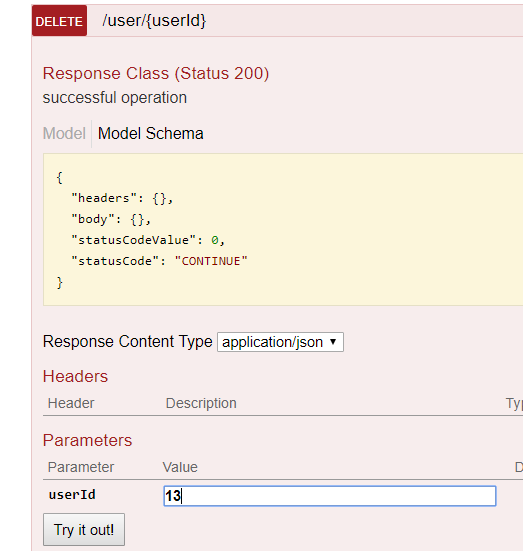 DELETE /user/{userId}
Response Class (Status 200)
successful operation
Model Model Schema
{
"headers": {},
"body": {},
"statusCodeValue": 0,
"statusCode": "CONTINUE"
}
Response Content Type application/json
Headers
Header Description
Parameters
Parameter Value D
userId 13
Try it out!